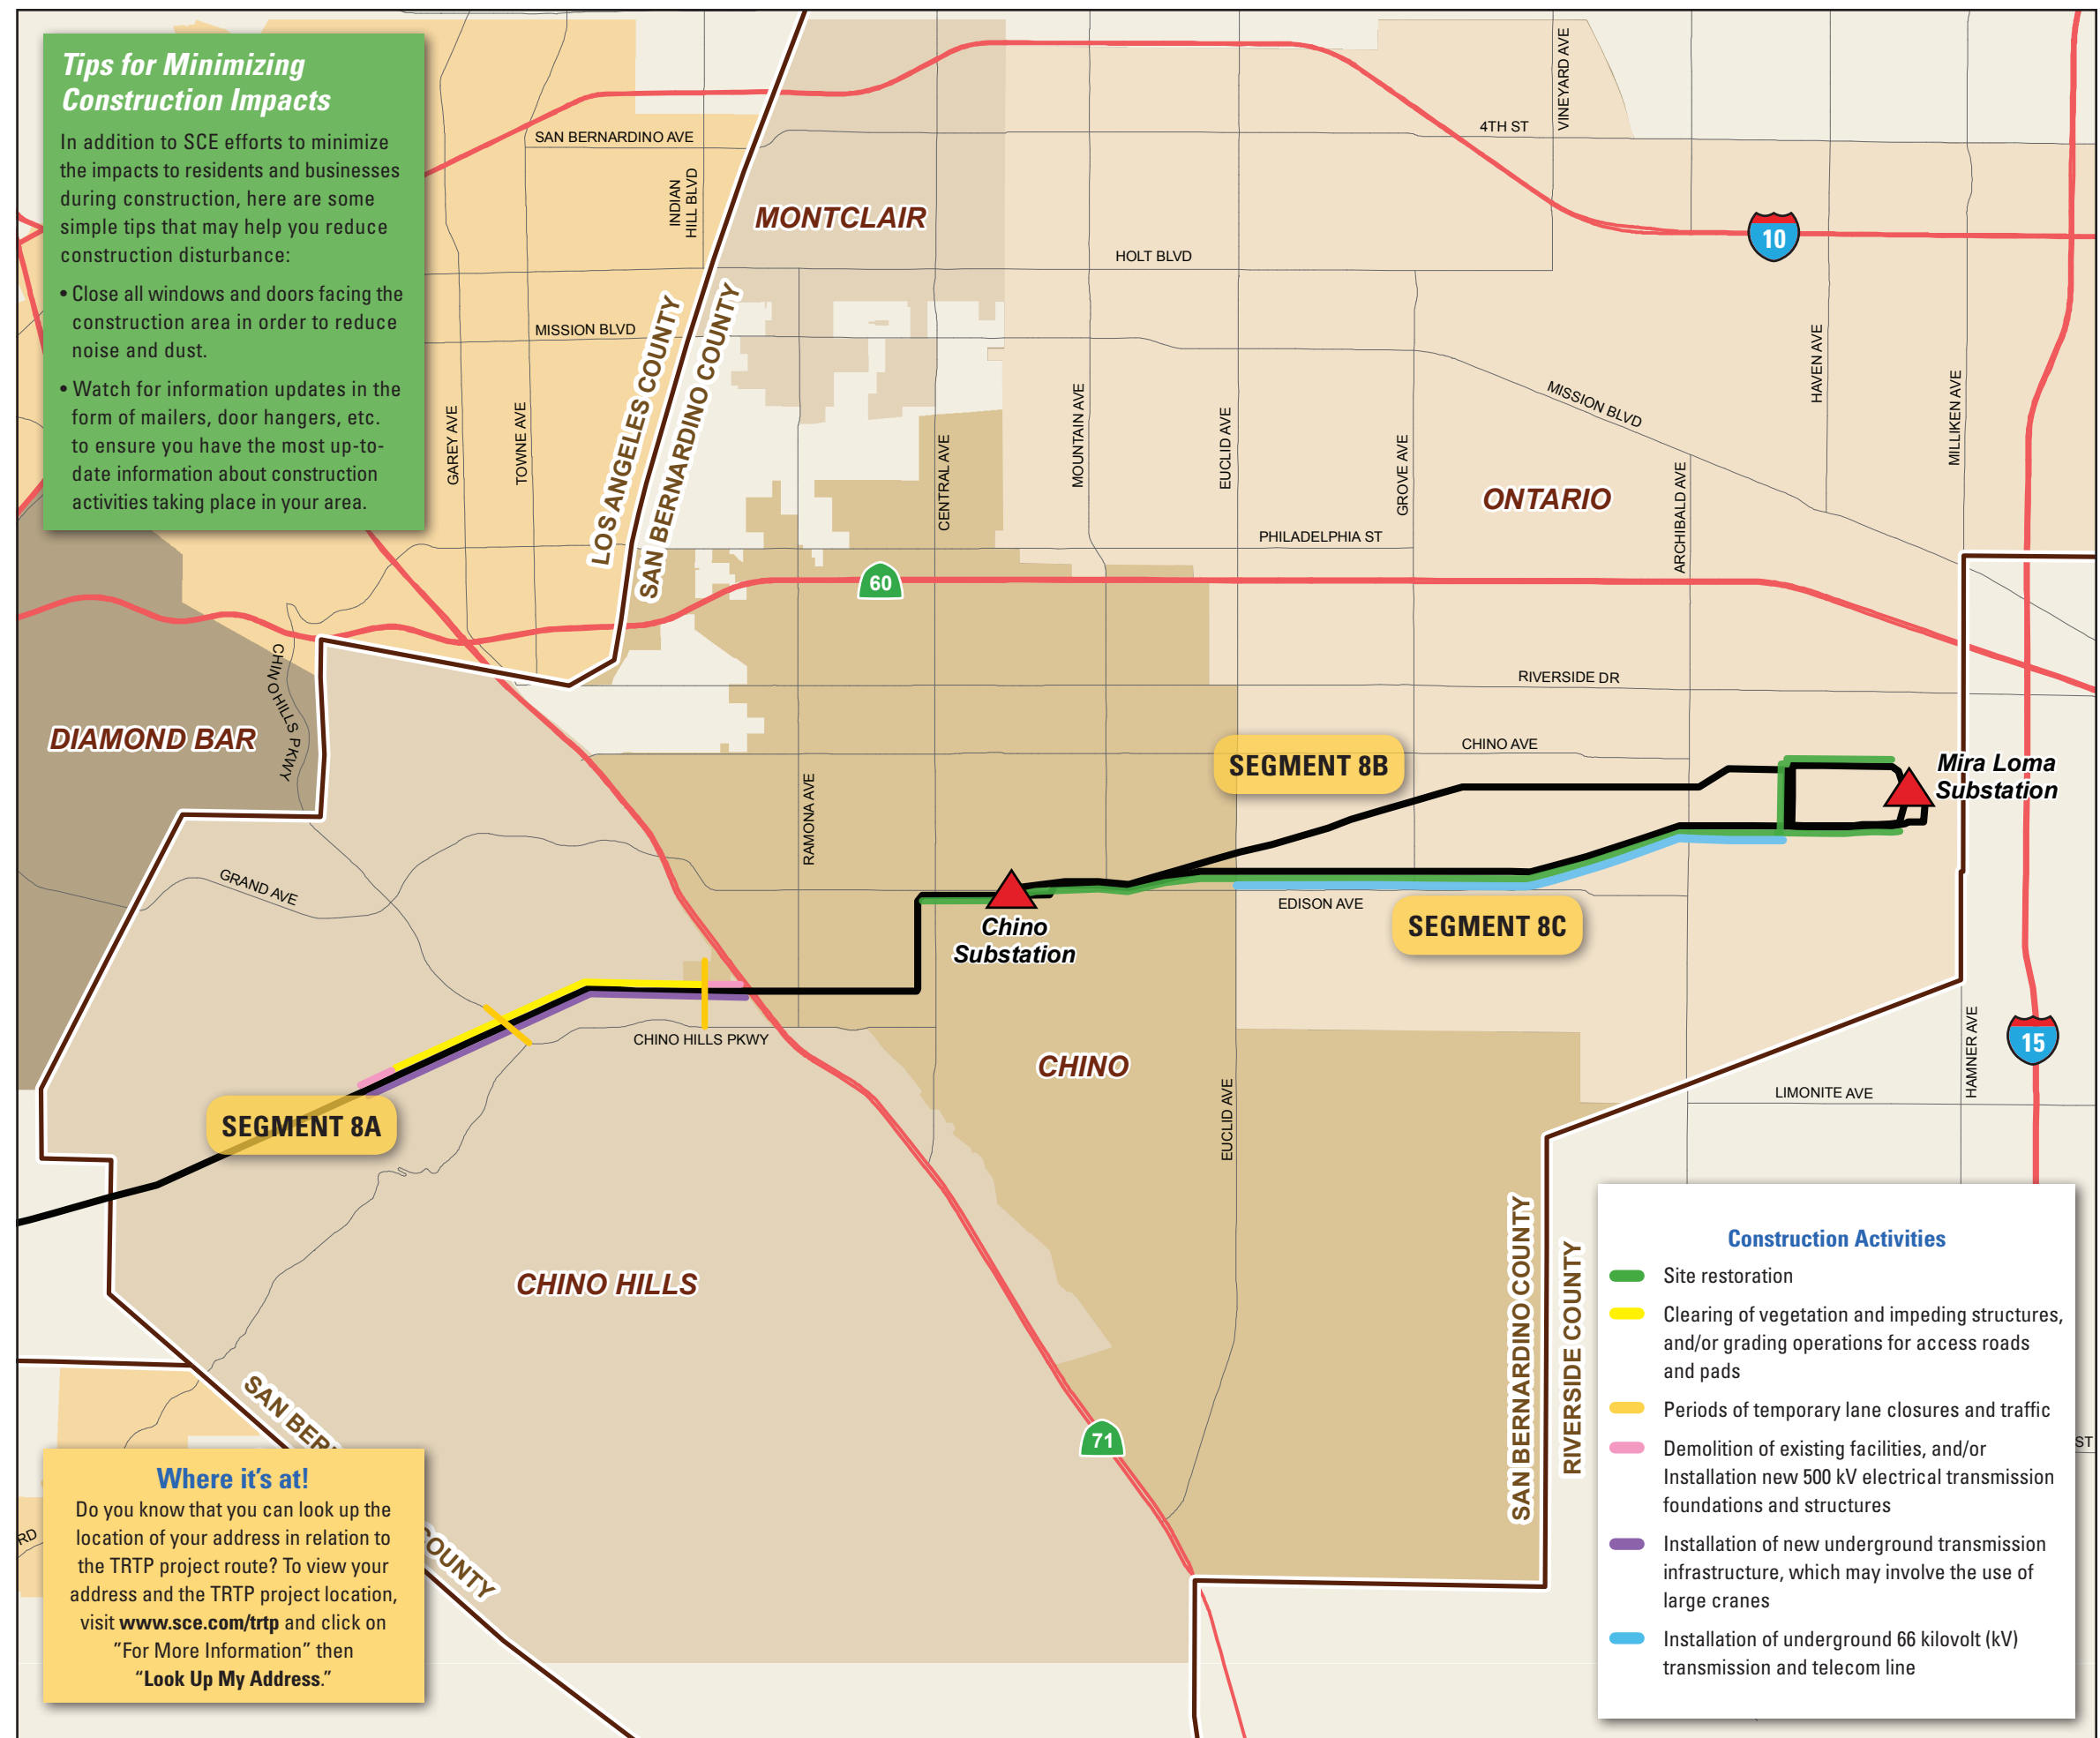 Tips for Minimizing
Construction Impacts
In addition to SCE efforts to minimize
the impacts to residents and businesses
during construction, here are some
simple tips that may help you reduce
construction disturbance:
• Close all windows and doors facing the
construction area in order to reduce
noise and dust.
• Watch for information updates in the
form of mailers, door hangers, etc.
to ensure you have the most up-to-
date information about construction
activities taking place in your area.
SAN BERNARDINO AVE
INDIAN
HILL BLVD
MONTCLAIR
4TH ST
VINEYARD AVE
10
HOLT BLVD
MISSION BLVD
LOS ANGELES COUNTY
SAN BERNARDINO COUNTY
GAREY AVE
TOWNE AVE
CENTRAL AVE
MOUNTAIN AVE
EUCLID AVE
GROVE AVE
MISSION BLVD
HAVEN AVE
MILLIKEN AVE
ARCHIBALD AVE
ONTARIO
PHILADELPHIA ST
60
RIVERSIDE DR
CHINO HILLS PKWY
DIAMOND BAR
CHINO AVE
SEGMENT 8B
Mira Loma
Substation
RAMONA AVE
GRAND AVE
Chino
Substation
EDISON AVE
SEGMENT 8C
CHINO HILLS PKWY
CHINO
15
HAMNER AVE
LIMONITE AVE
SEGMENT 8A
EUCLID AVE
CHINO HILLS
71
SAN BERNARDINO COUNTY
RIVERSIDE COUNTY
SAN BER
COUNTY
RD
ST
Where it's at!
Do you know that you can look up the
location of your address in relation to
the TRTP project route? To view your
address and the TRTP project location,
visit www.sce.com/trtp and click on
"For More Information" then
"Look Up My Address."
Construction Activities
Site restoration
Clearing of vegetation and impeding structures,
and/or grading operations for access roads
and pads
Periods of temporary lane closures and traffic
Demolition of existing facilities, and/or
Installation new 500 kV electrical transmission
foundations and structures
Installation of new underground transmission
infrastructure, which may involve the use of
large cranes
Installation of underground 66 kilovolt (kV)
transmission and telecom line